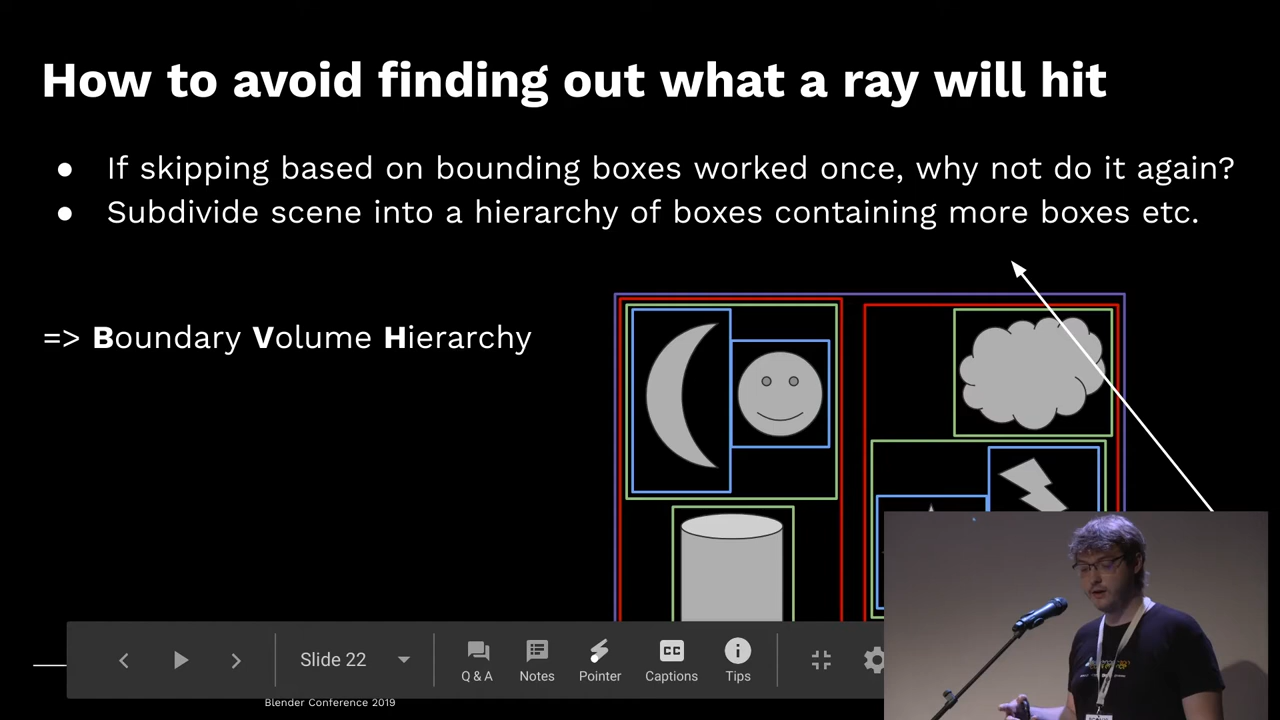 How to avoid finding out what a ray will hit
● If skipping based on bounding boxes worked once, why not do it again?
● Subdivide scene into a hierarchy of boxes containing more boxes etc.
=> Boundary Volume Hierarchy
Slide 22
Q & A
Notes
Pointer
CC
Captions
Tips
Blender Conference 2019